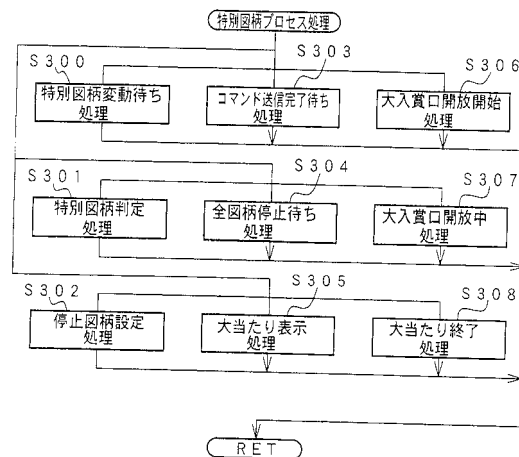 特別図柄プロセス処理
S300
特別図柄変動待ち
処理
S303
コマンド送信完了待ち
処理
S306
大入賞口開放開始
処理
S301
特別図柄判定
処理
S304
全図柄停止待ち
処理
S307
大入賞口開放中
処理
S302
停止図柄設定
処理
S305
大当たり表示
処理
S308
大当たり終了
処理
RET